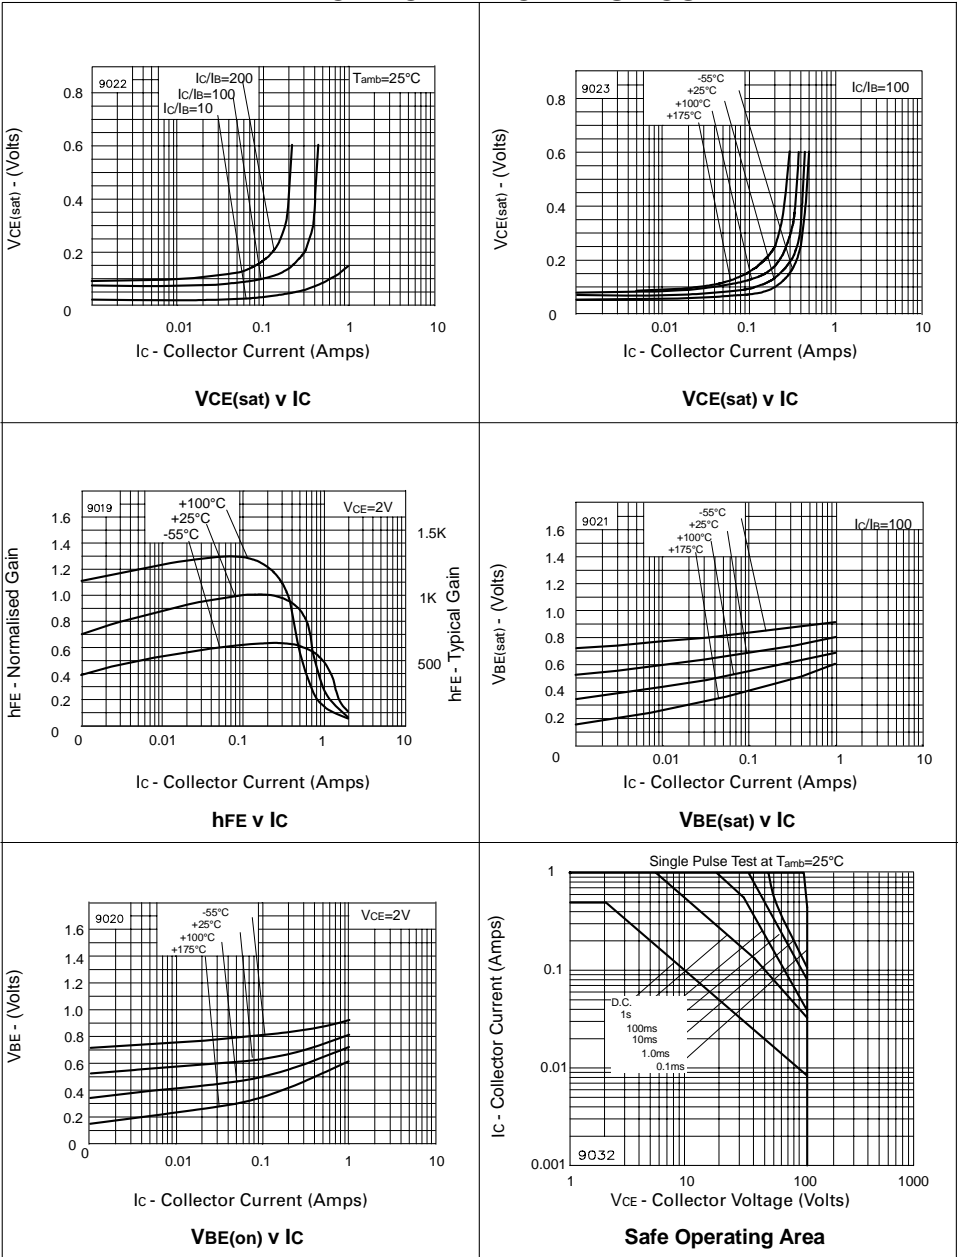 9022
IC/IB=200
IC/IB=100
IC/IB=10
Tamb=25°C
0.8
0.6
0.4
0.2
0
0.01
0.1
1
10
VCE(sat) - (Volts)
IC - Collector Current (Amps)
VCE(sat) v IC
9023
-55°C
+25°C
+100°C
+175°C
IC/IB=100
0.8
0.6
0.4
0.2
0
0.01
0.1
1
10
VCE(sat) - (Volts)
IC - Collector Current (Amps)
VCE(sat) v IC
9019
+100°C
+25°C
-55°C
VCE=2V
1.6
1.4
1.2
1.0
0.8
0.6
0.4
0.2
0
1.5K
1K
500
0
0.01
0.1
1
10
hFE - Normalised Gain
hFE - Typical Gain
IC - Collector Current (Amps)
hFE v IC
9021
-55°C
+25°C
+100°C
+175°C
IC/IB=100
1.6
1.4
1.2
1.0
0.8
0.6
0.4
0.2
0
0.01
0.1
1
10
VBE(sat) - (Volts)
IC - Collector Current (Amps)
VBE(sat) v IC
9020
-55°C
+25°C
+100°C
+175°C
VCE=2V
1.6
1.4
1.2
1.0
0.8
0.6
0.4
0.2
0
0
0.01
0.1
1
10
VBE - (Volts)
IC - Collector Current (Amps)
VBE(on) v IC
Single Pulse Test at Tamb=25°C
1
0.1
0.01
0.001
D.C.
1s
100ms
10ms
1.0ms
0.1ms
9032
1
10
100
1000
IC - Collector Current (Amps)
VCE - Collector Voltage (Volts)
Safe Operating Area